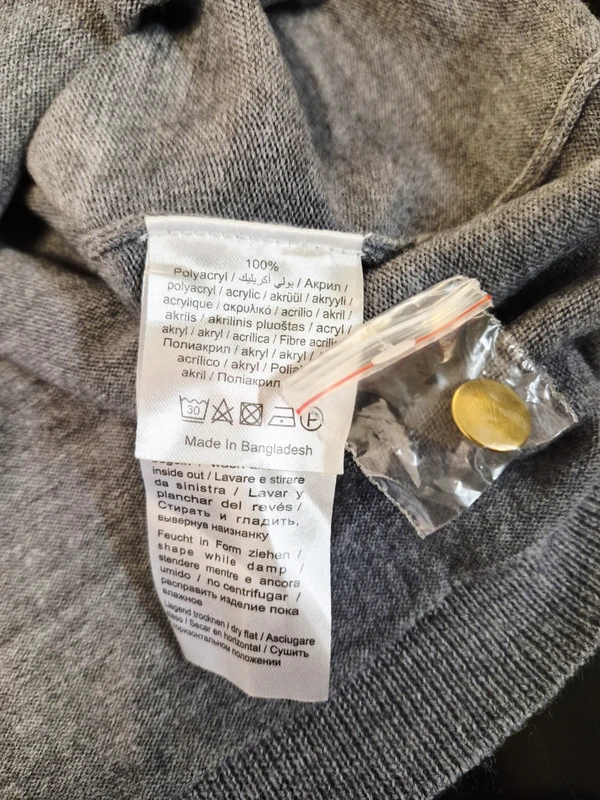 100%
Polyacryl / بولي أكريليك / Акрил /
polyacryl / acrylic / akrüül / akryyli /
acrylique / ακρυλικό / acrilio / akril /
akrils / akrilinis pluoštas / acryl /
akryl / akryl / acrílica / Fibre acrilic
Полиакрил / akryl / akryl /
acrílico / akryl /
akril / Поліакрил
30 P
Made In Bangladesh
inside out / Lavare e stirare
da sinistra / Lavar y
planchar del revés /
Стирать и гладить,
вывернув наизнанку
Feucht in Form ziehen /
shape while damp /
stendere mentre e ancora
umido / no centrifugar /
расправить изделие пока
влажное
Liegend trocknen / dry flat / Asciugare
/ Secar en horizontal / Сушить
горизонтальном положении